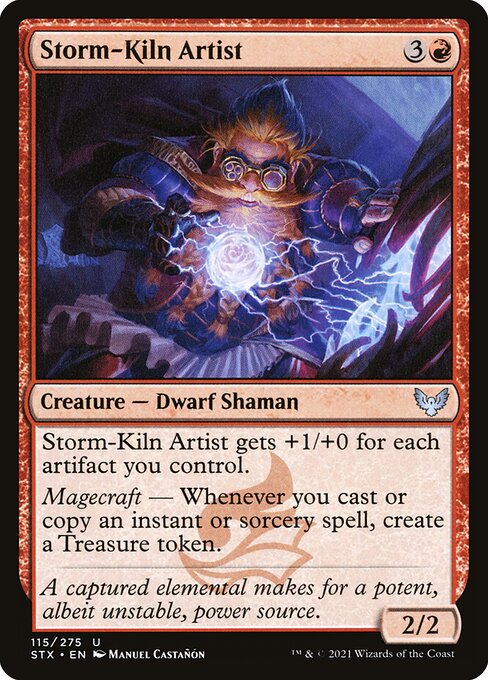 Storm-Kiln Artist 3
Creature — Dwarf Shaman
Storm-Kiln Artist gets +1/+0 for each
artifact you control.
Magecraft — Whenever you cast or
copy an instant or sorcery spell, create
a Treasure token.
A captured elemental makes for a potent,
albeit unstable, power source.
2/2
115/275 U
STX • EN Manuel Castañón
™ & © 2021 Wizards of the Coast